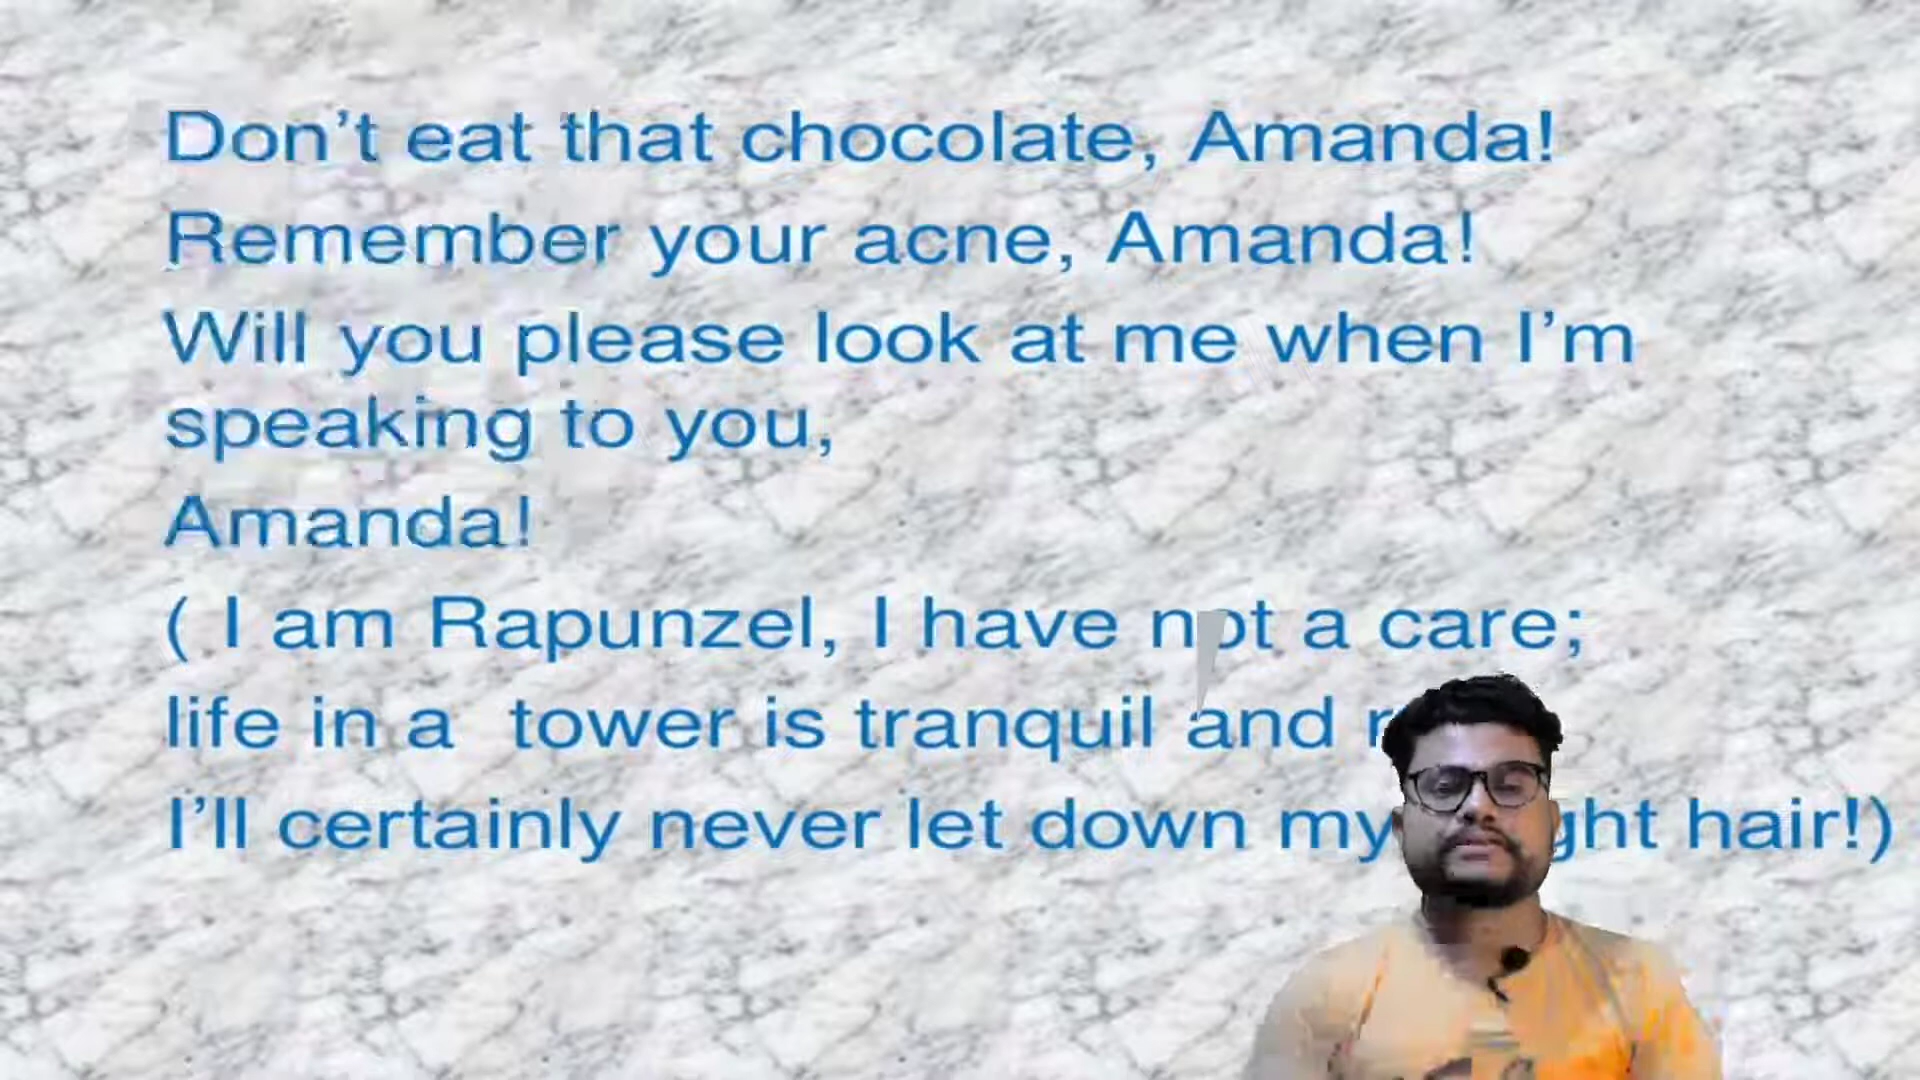 Don't eat that chocolate, Amanda!
Remember your acne, Amanda!
Will you please look at me when I'm
speaking to you,
Amanda!
( I am Rapunzel, I have not a care;
life in a tower is tranquil and
I'll certainly never let down my hair!)